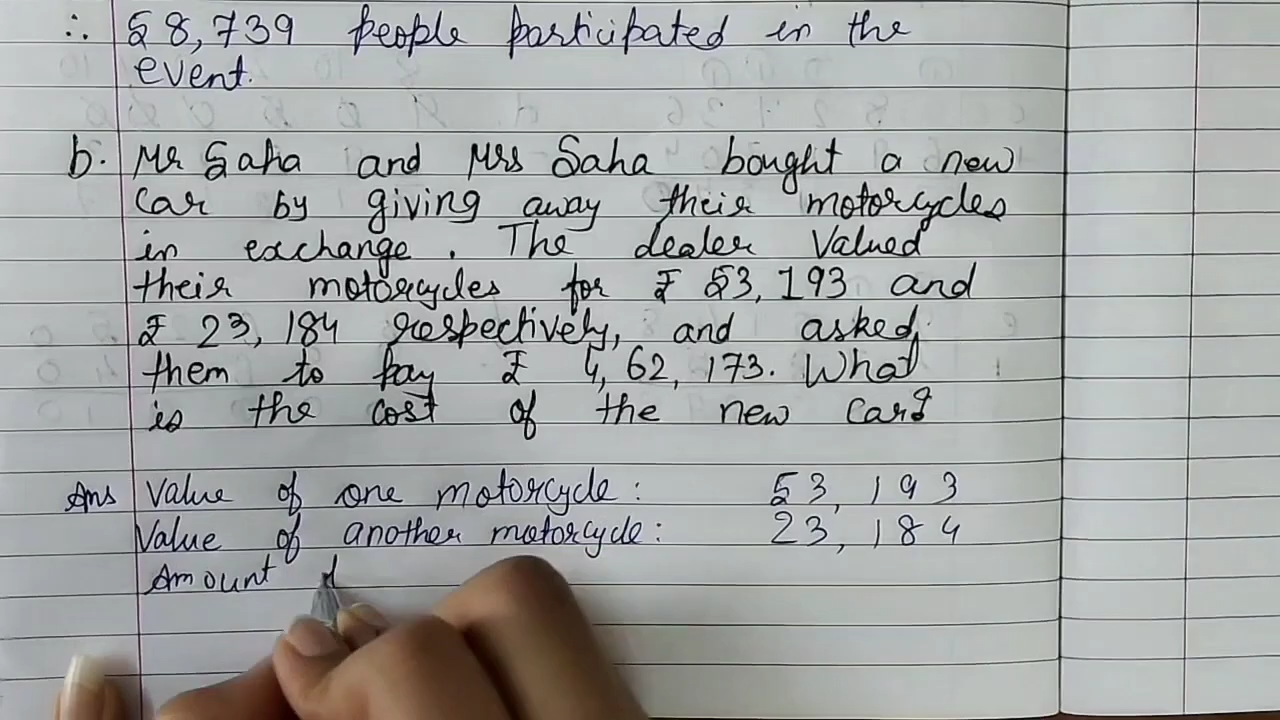 ∴ 58,739 people participated in the
event.
b. Mr Saha and Mrs Saha bought a new
car by giving away their motorcycles
in exchange. The dealer valued
their motorcycles for ₹ 53,193 and
₹ 23,184 respectively, and asked
them to pay ₹ 4,62,173. What
is the cost of the new car?
Ans Value of one motorcycle: 53,193
Value of another motorcycle: 23,184
Amount